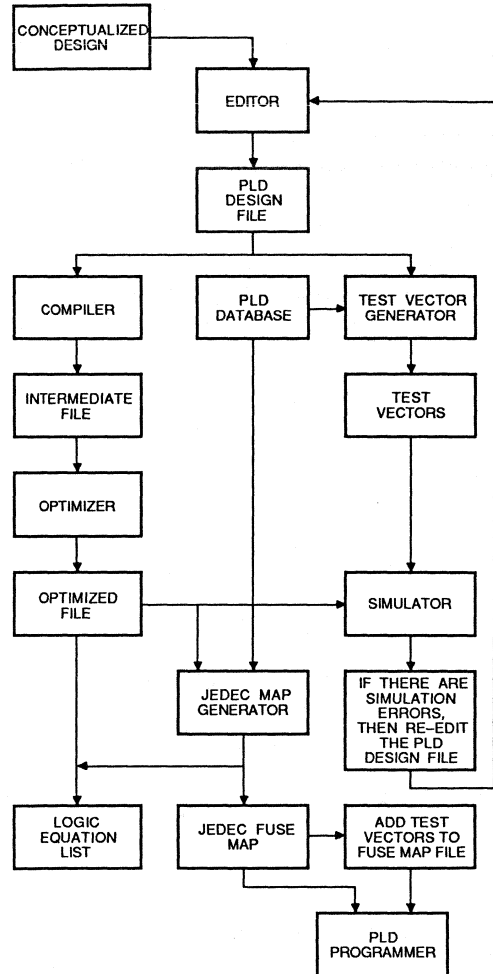 CONCEPTUALIZED
DESIGN
EDITOR
PLD
DESIGN
FILE
COMPILER
PLD
DATABASE
TEST VECTOR
GENERATOR
INTERMEDIATE
FILE
TEST
VECTORS
OPTIMIZER
OPTIMIZED
FILE
SIMULATOR
JEDEC MAP
GENERATOR
IF THERE ARE
SIMULATION
ERRORS,
THEN RE-EDIT
THE PLD
DESIGN FILE
LOGIC
EQUATION
LIST
JEDEC FUSE
MAP
ADD TEST
VECTORS TO
FUSE MAP FILE
PLD
PROGRAMMER